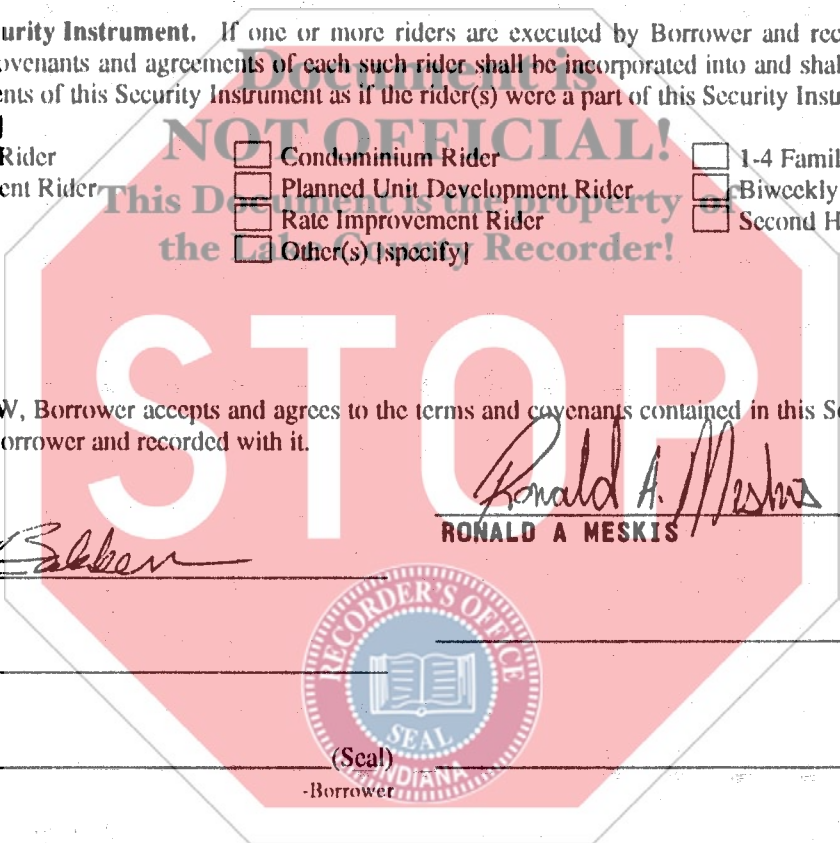 urity Instrument. If one or more riders are executed by Borrower and rec
ovenants and agreements of each such rider shall be incorporated into and shal
ents of this Security Instrument as if the rider(s) were a part of this Security Instr
Document is
NOT OFFICIAL!
This Document is the property of
the Lake County Recorder!
Rider Condominium Rider 1-4 Famil
ent Rider Planned Unit Development Rider Biweekly
Rate Improvement Rider Second H
Other(s) [specify]
STOP
W, Borrower accepts and agrees to the terms and covenants contained in this Se
orrower and recorded with it.
Ronald A. Meskis
RONALD A MESKIS
Bakken
RECORDER'S OFFICE
SEAL
INDIANA
(Seal)
-Borrower